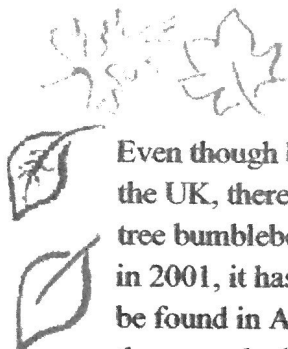 Even though
the UK, there
tree bumblebe
in 2001, it has
be found in A